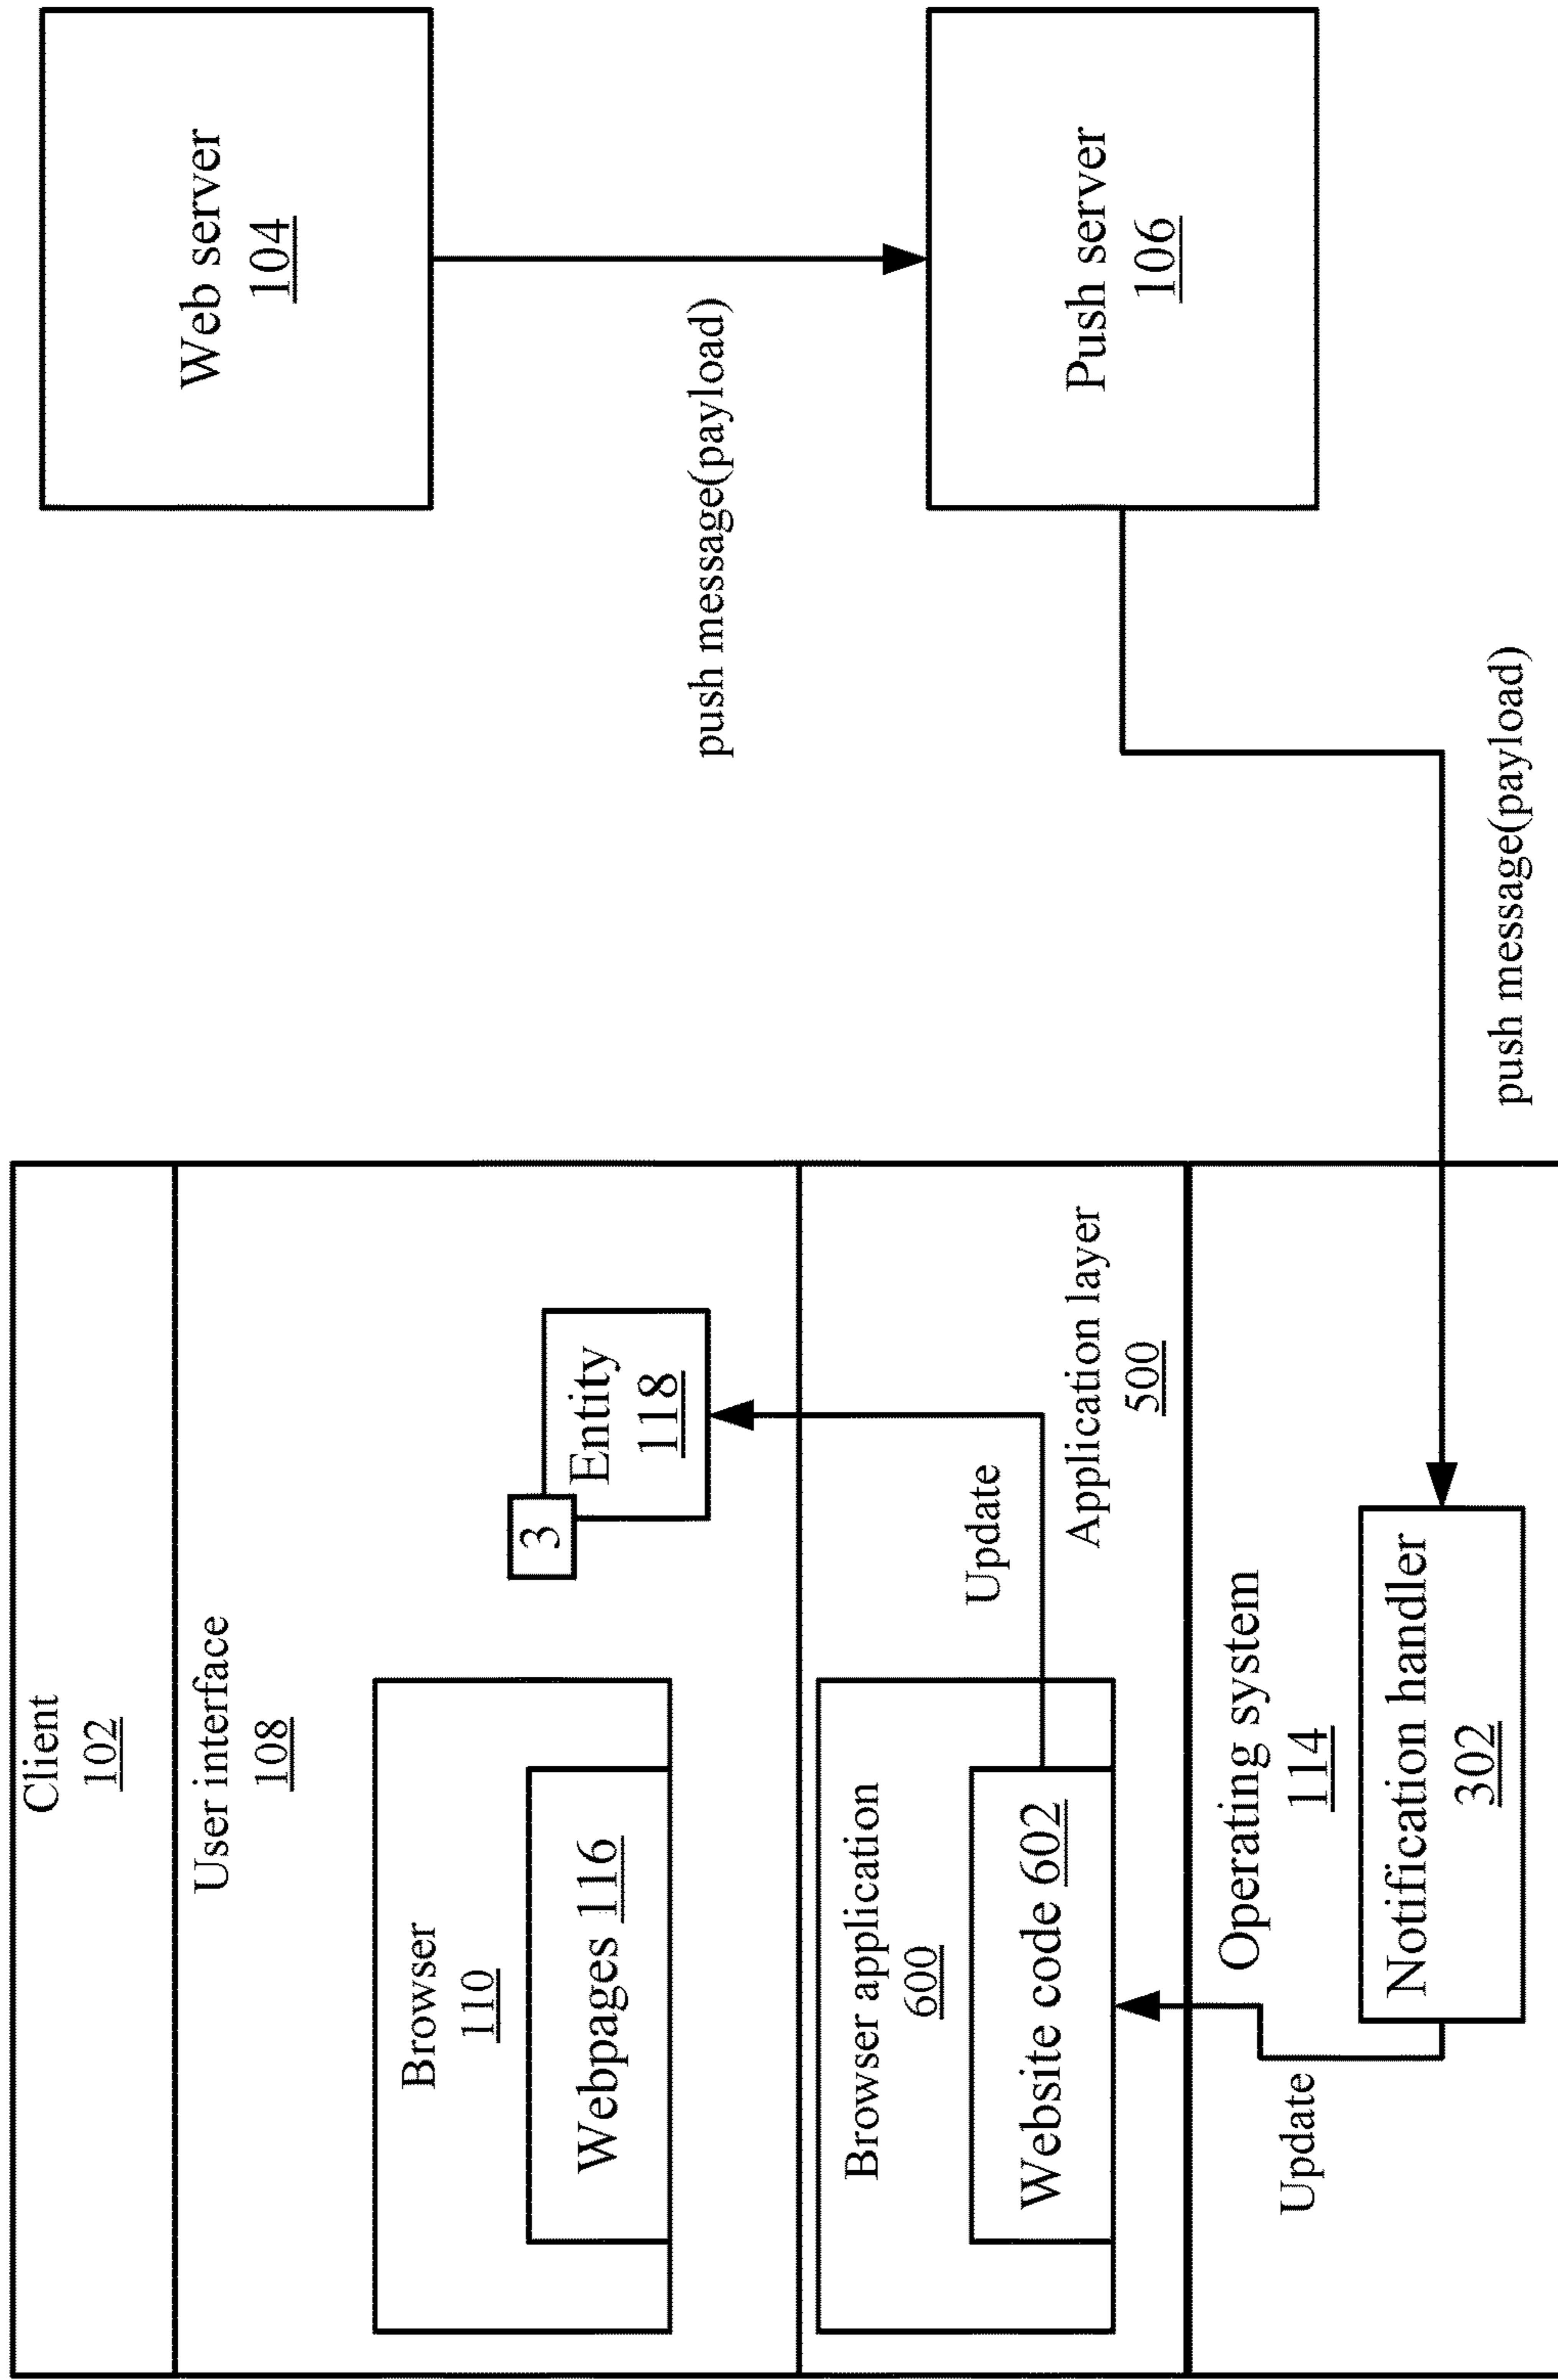 Client
102
User interface
108
Browser
110
Webpages 116
3
Entity
118
Browser application
600
Website code 602
Update
Application layer
500
Operating system
114
Update
Notification handler
302
Web server
104
push message(payload)
Push server
106
push message(payload)